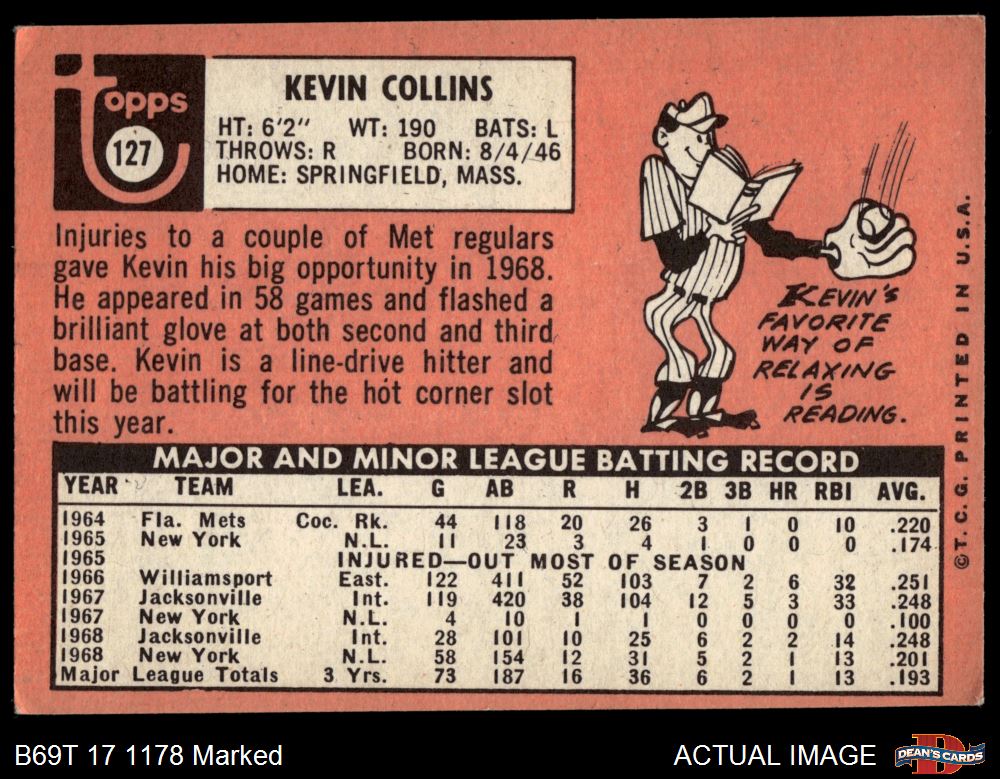 Topps
127
KEVIN COLLINS
HT: 6'2" WT: 190 BATS: L
THROWS: R BORN: 8/4/46
HOME: SPRINGFIELD, MASS.
Injuries to a couple of Met regulars
gave Kevin his big opportunity in 1968.
He appeared in 58 games and flashed a
brilliant glove at both second and third
base. Kevin is a line-drive hitter and
will be battling for the hot corner slot
this year.
KEVIN'S
FAVORITE
WAY OF
RELAXING
IS
READING.
©T. C. G. PRINTED IN U.S.A.
MAJOR AND MINOR LEAGUE BATTING RECORD
YEAR TEAM LEA. G AB R H 2B 3B HR RBI AVG.
1964 Fla. Mets Coc. Rk. 44 118 20 26 3 1 0 10 .220
1965 New York N.L. 11 23 3 4 1 0 0 0 .174
1965 INJURED—OUT MOST OF SEASON
1966 Williamsport East. 122 411 52 103 7 2 6 32 .251
1967 Jacksonville Int. 119 420 38 104 12 5 3 33 .248
1967 New York N.L. 4 10 1 1 0 0 0 0 .100
1968 Jacksonville Int. 28 101 10 25 6 2 2 14 .248
1968 New York N.L. 58 154 12 31 5 2 1 13 .201
Major League Totals 3 Yrs. 73 187 16 36 6 2 1 13 .193
B69T 17 1178 Marked
ACTUAL IMAGE
DEAN'S CARDS